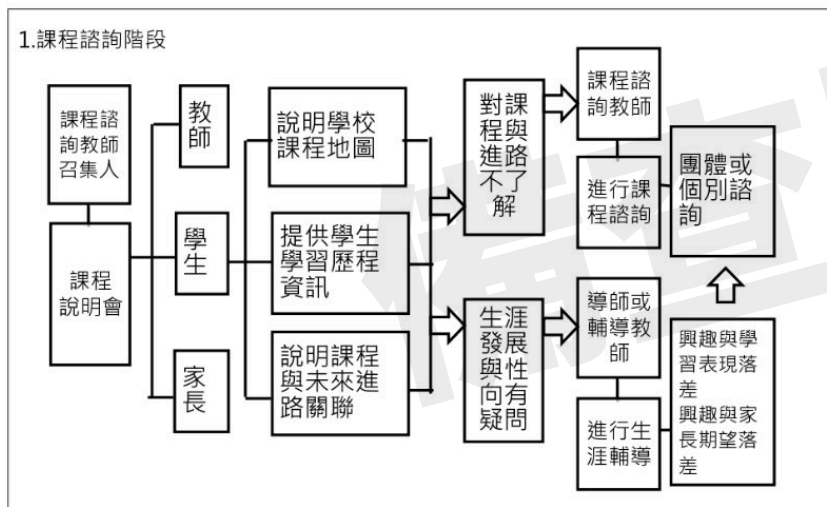 1.課程諮詢階段
課程諮
詢教師
召集人
課程
說明會
教
師
學
生
家
長
說明學校
課程地圖
提供學生
學習歷程
資訊
說明課程
與未來進
路關聯
對課
程與
進路
不了
解
生涯
發展
與性
向有
疑問
課程諮
詢教師
進行課
程諮詢
團體或
個別諮
詢
導師或
輔導教
師
進行生
涯輔導
興趣與學
習表現落
差
興趣與家
長期望落
差
備查